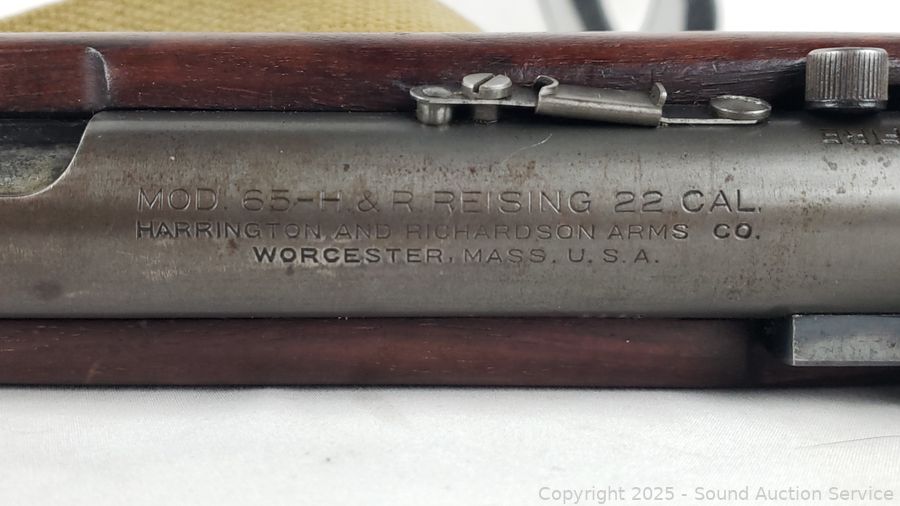 MOD. 65-H. & R. REISING 22 CAL.
HARRINGTON AND RICHARDSON ARMS CO.
WORCESTER, MASS. U.S.A.
Copyright © 2025 - Sound Auction Service